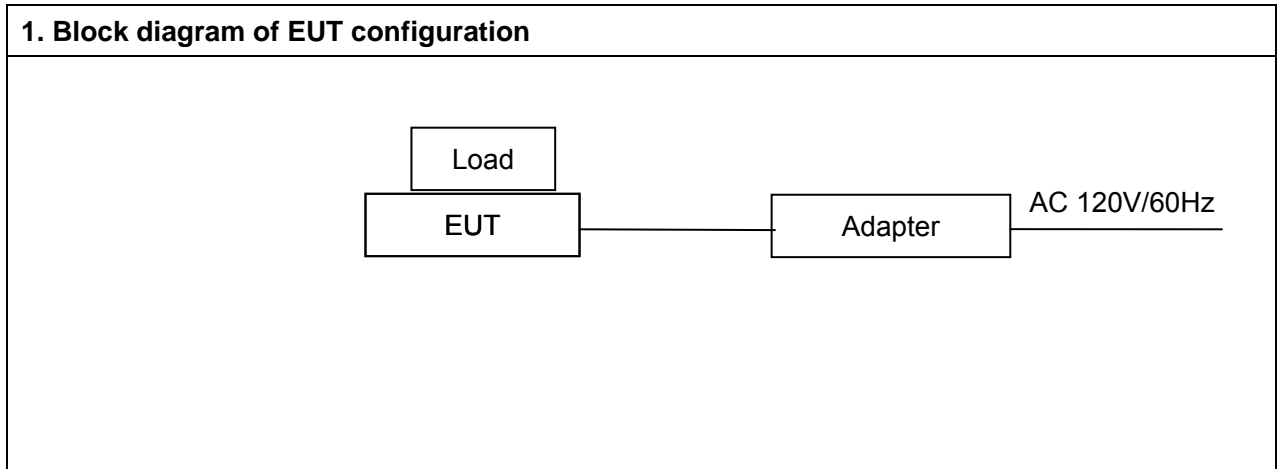 1. Block diagram of EUT configuration
Load
EUT
Adapter
AC 120V/60Hz